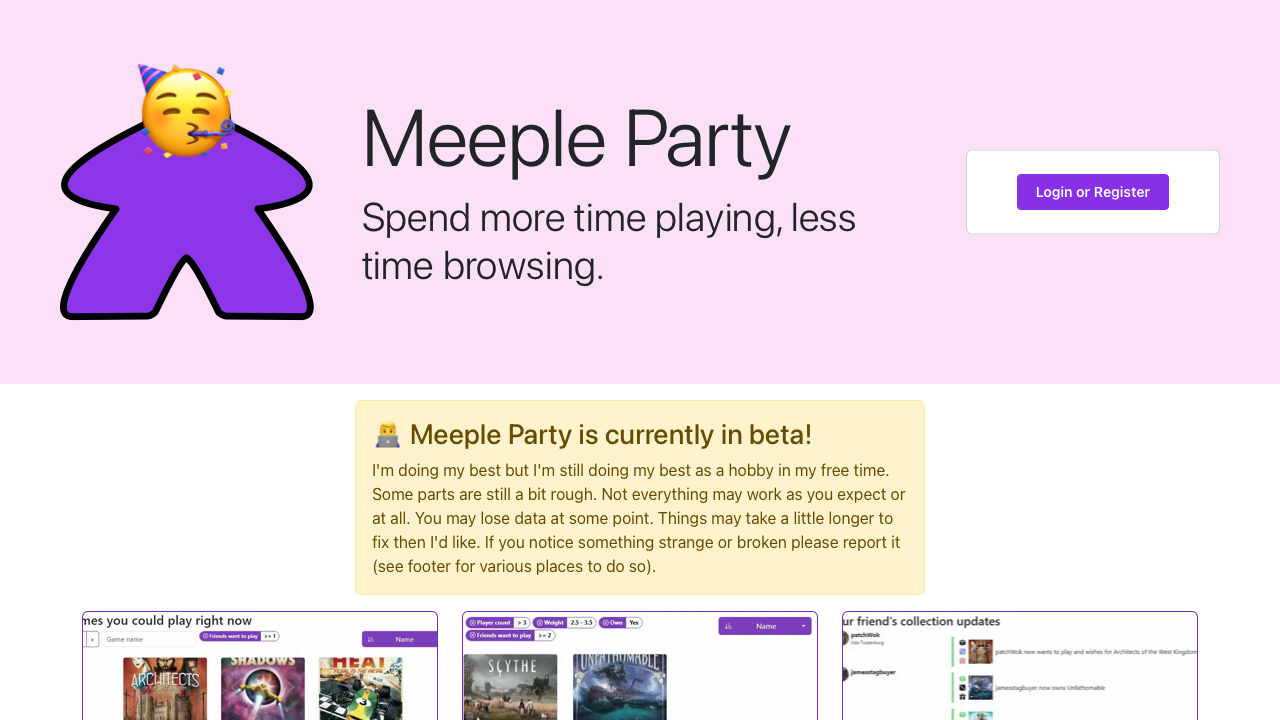 Meeple Party
Spend more time playing, less
time browsing.
Login or Register
Meeple Party is currently in beta!
I'm doing my best but I'm still doing my best as a hobby in my free time.
Some parts are still a bit rough. Not everything may work as you expect or
at all. You may lose data at some point. Things may take a little longer to
fix then I'd like. If you notice something strange or broken please report it
(see footer for various places to do so).
mes you could play right now
Game name
Friends want to play >= 1
Name
ARCHITECTS
SHADOWS
HEAT
Player count > 3
Weight 2.5 - 3.5
Own Yes
Friends want to play >= 2
Name
SCYTHE
UNFATHOMABLE
ur friend's collection updates
patchWok
Udo Tulpenburg
patchWok now wants to play and wishes for Architects of the West Kingdom
jamesstagbuyer
jamesstagbuyer now owns Unfathomable